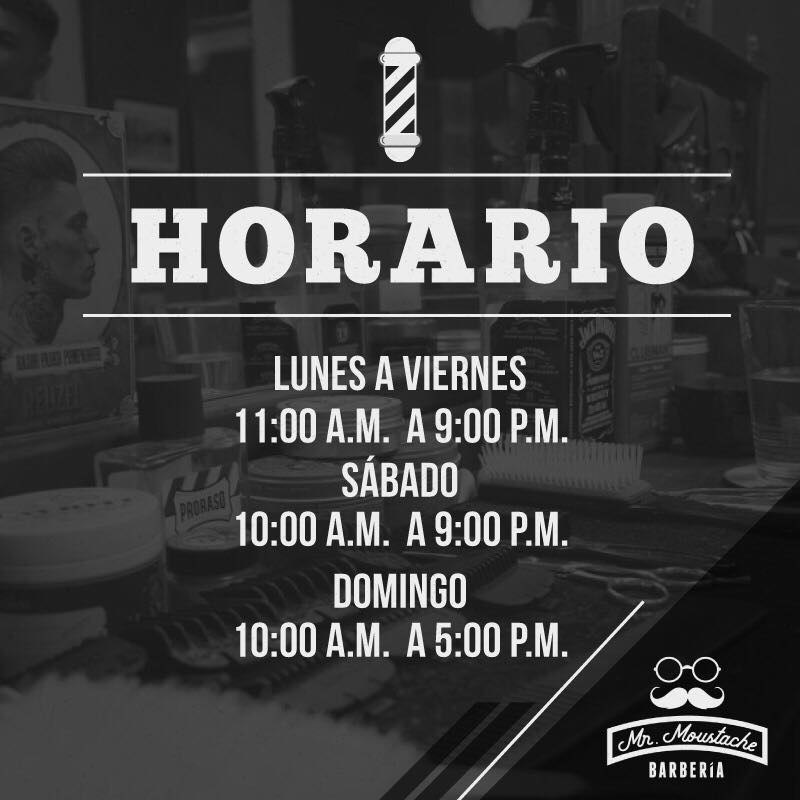 HORARIO
LUNES A VIERNES
11:00 A.M. A 9:00 P.M.
SÁBADO
10:00 A.M. A 9:00 P.M.
DOMINGO
10:00 A.M. A 5:00 P.M.
PRORASO
Mr. Moustache
BARBERÍA